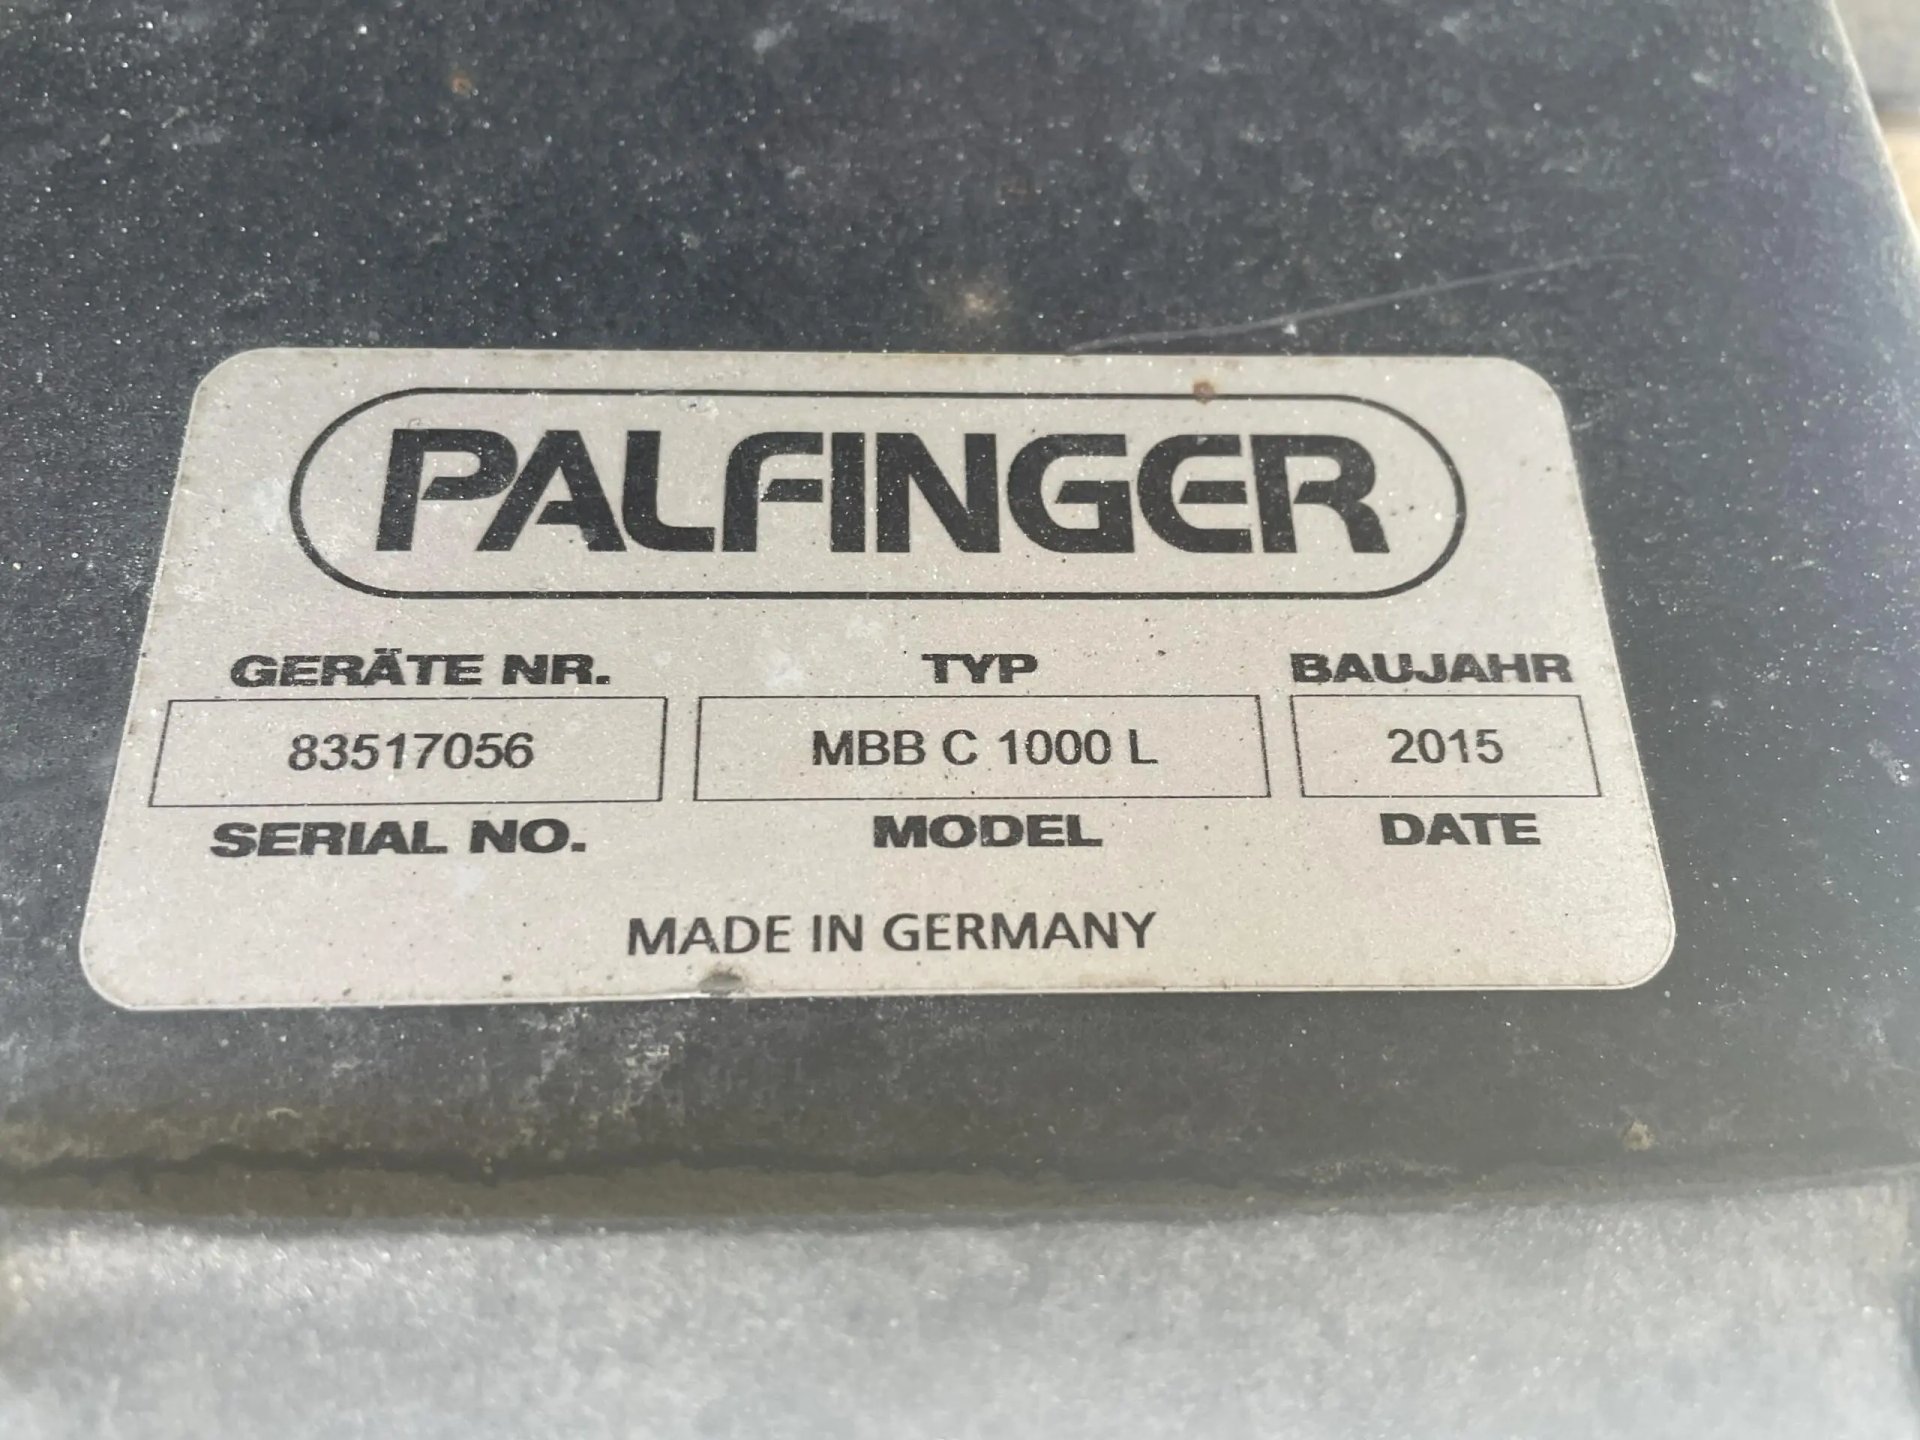 PALFINGER
GERÄTE NR. TYP BAUJAHR
83517056 MBB C 1000 L 2015
SERIAL NO. MODEL DATE
MADE IN GERMANY